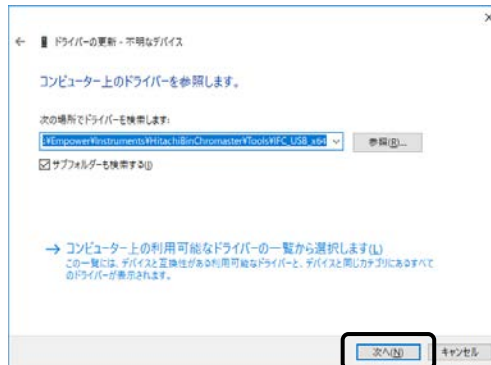 ← ドライバーの更新 - 不明なデバイス
コンピューター上のドライバーを参照します。
次の場所でドライバーを検索します:
:¥Empower¥Instruments¥HitachiBinChromaster¥Tools¥IFC_USB_x64 参照(R)...
サブフォルダーも検索する(I)
→ コンピューター上の利用可能なドライバーの一覧から選択します(L)
この一覧には、デバイスと互換性がある利用可能なドライバーと、デバイスと同じカテゴリにあるすべて
のドライバーが表示されます。
次へ(N) キャンセル